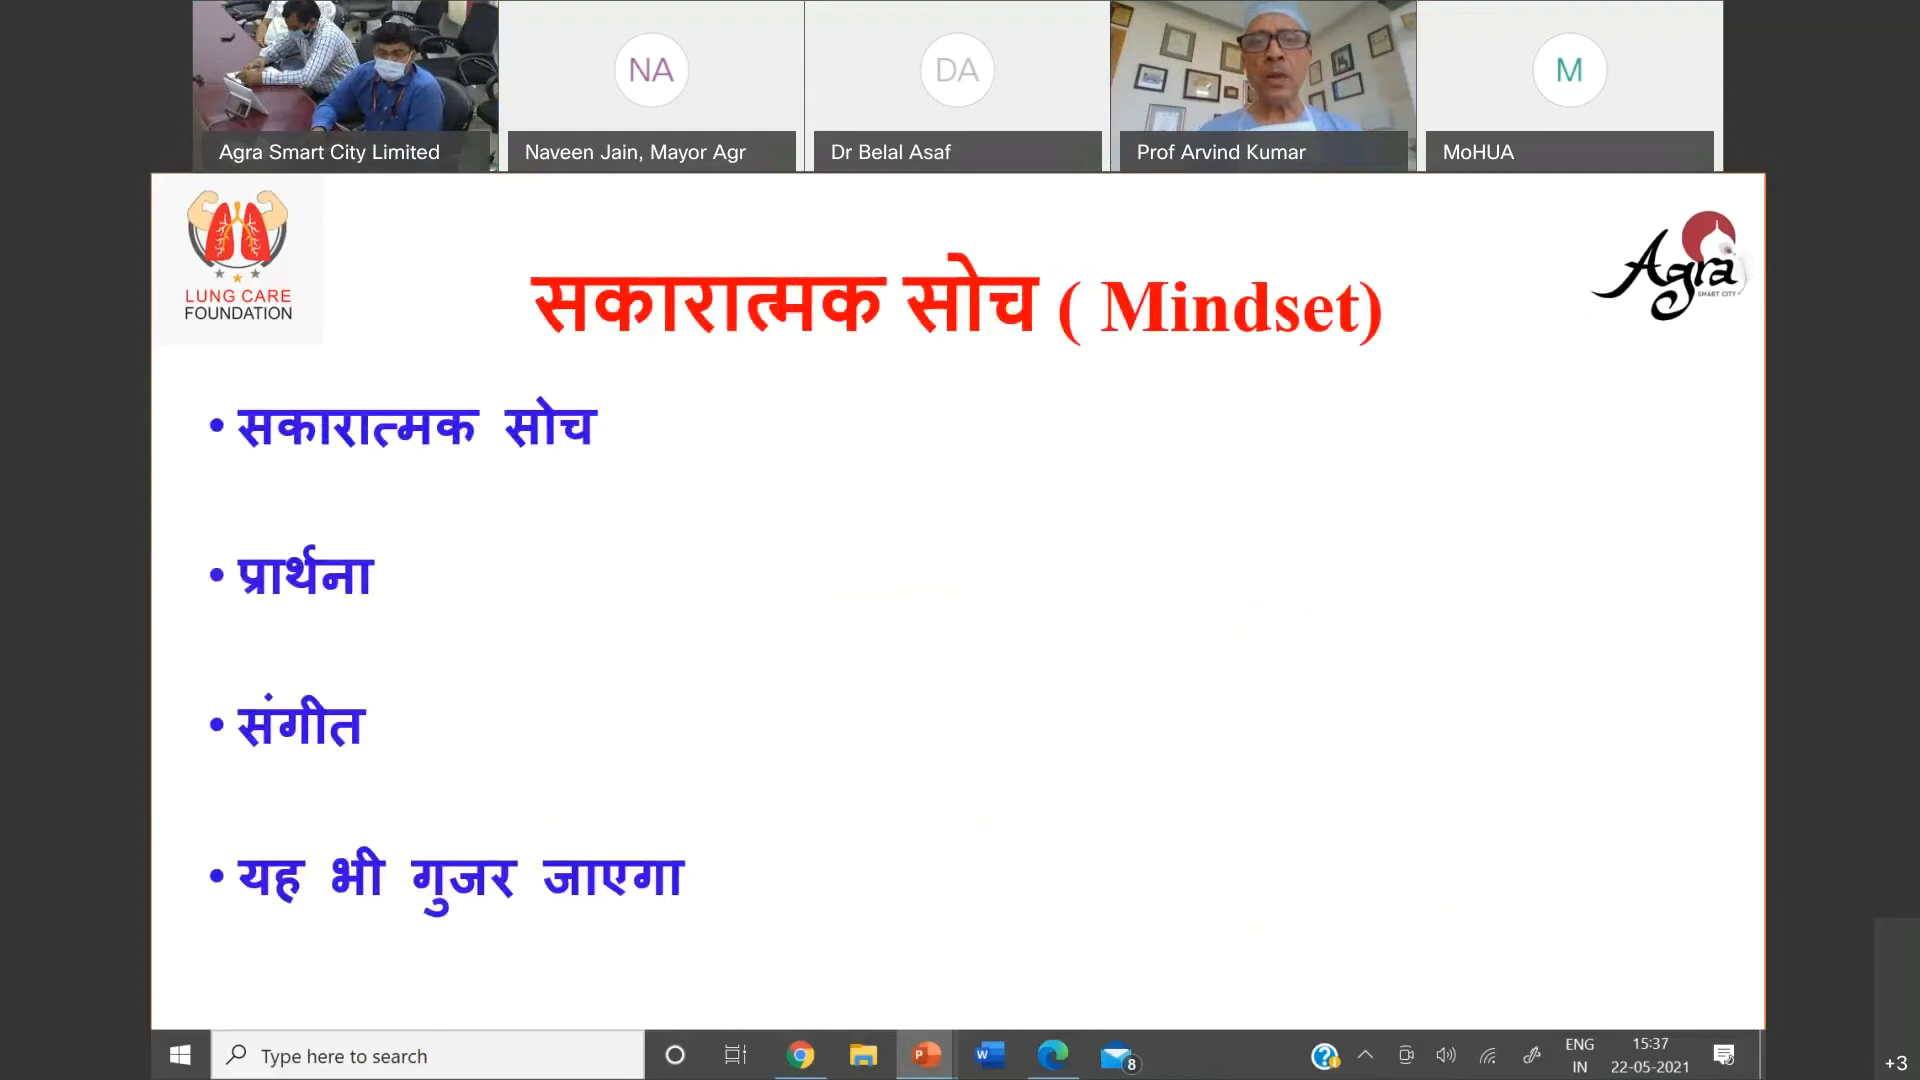 NA
DA
M
Agra Smart City Limited
Naveen Jain, Mayor Agr
Dr Belal Asaf
Prof Arvind Kumar
MoHUA
LUNG CARE
FOUNDATION
Agra
SMART CITY
सकारात्मक सोच ( Mindset)
• सकारात्मक सोच
• प्रार्थना
• संगीत
• यह भी गुजर जाएगा
Type here to search
P
W
8
?
ENG
IN
15:37
22-05-2021
+3